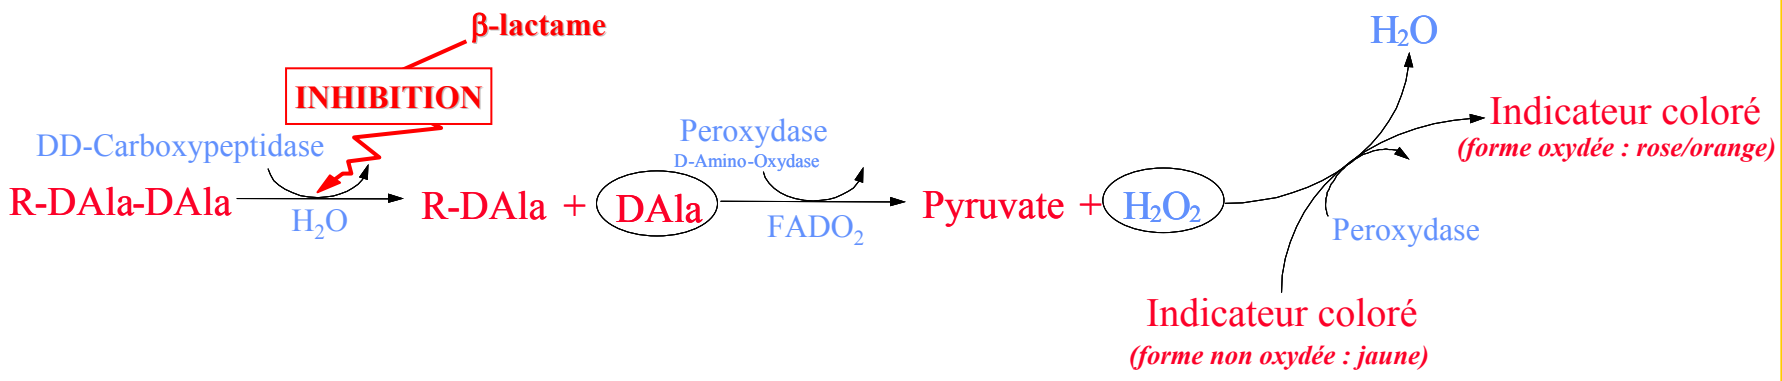 β-lactame
INHIBITION
DD-Carboxypeptidase
R-DAla-DAla
H₂O
R-DAla + DAla
Peroxydase
D-Amino-Oxydase
FADO₂
Pyruvate + H₂O₂
H₂O
Indicateur coloré
(forme oxydée : rose/orange)
Peroxydase
Indicateur coloré
(forme non oxydée : jaune)